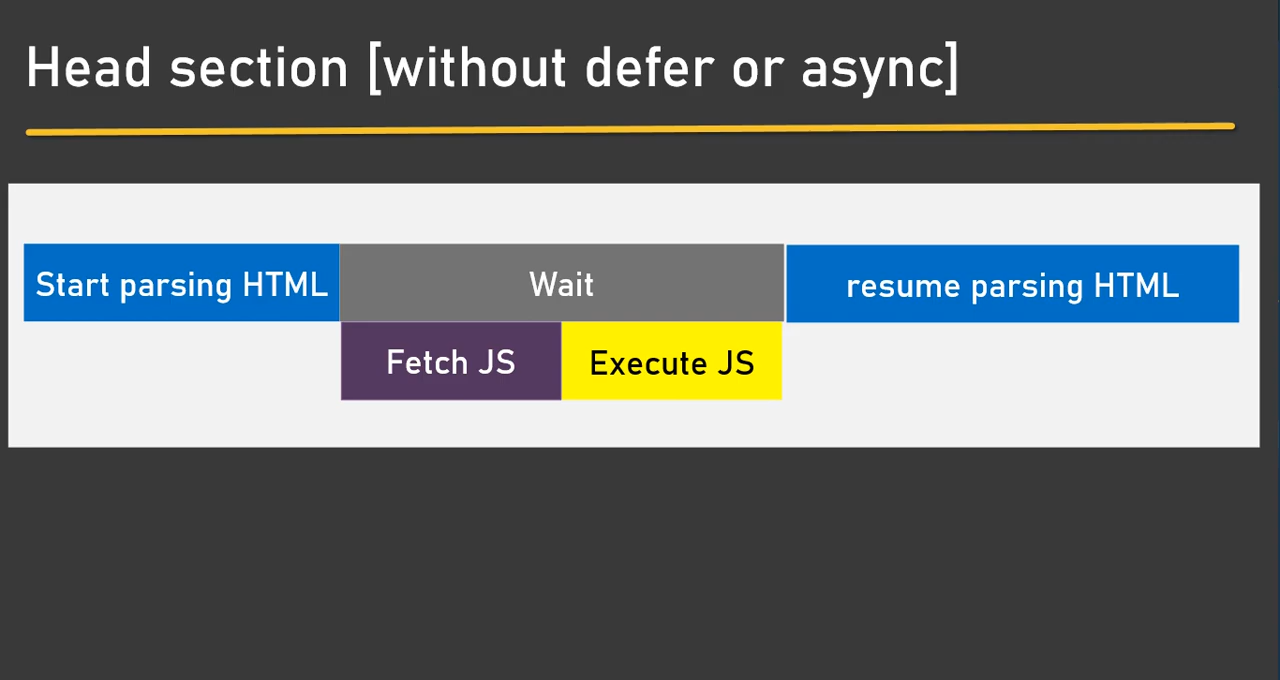 Head section [without defer or async]
Start parsing HTML
Wait
resume parsing HTML
Fetch JS
Execute JS